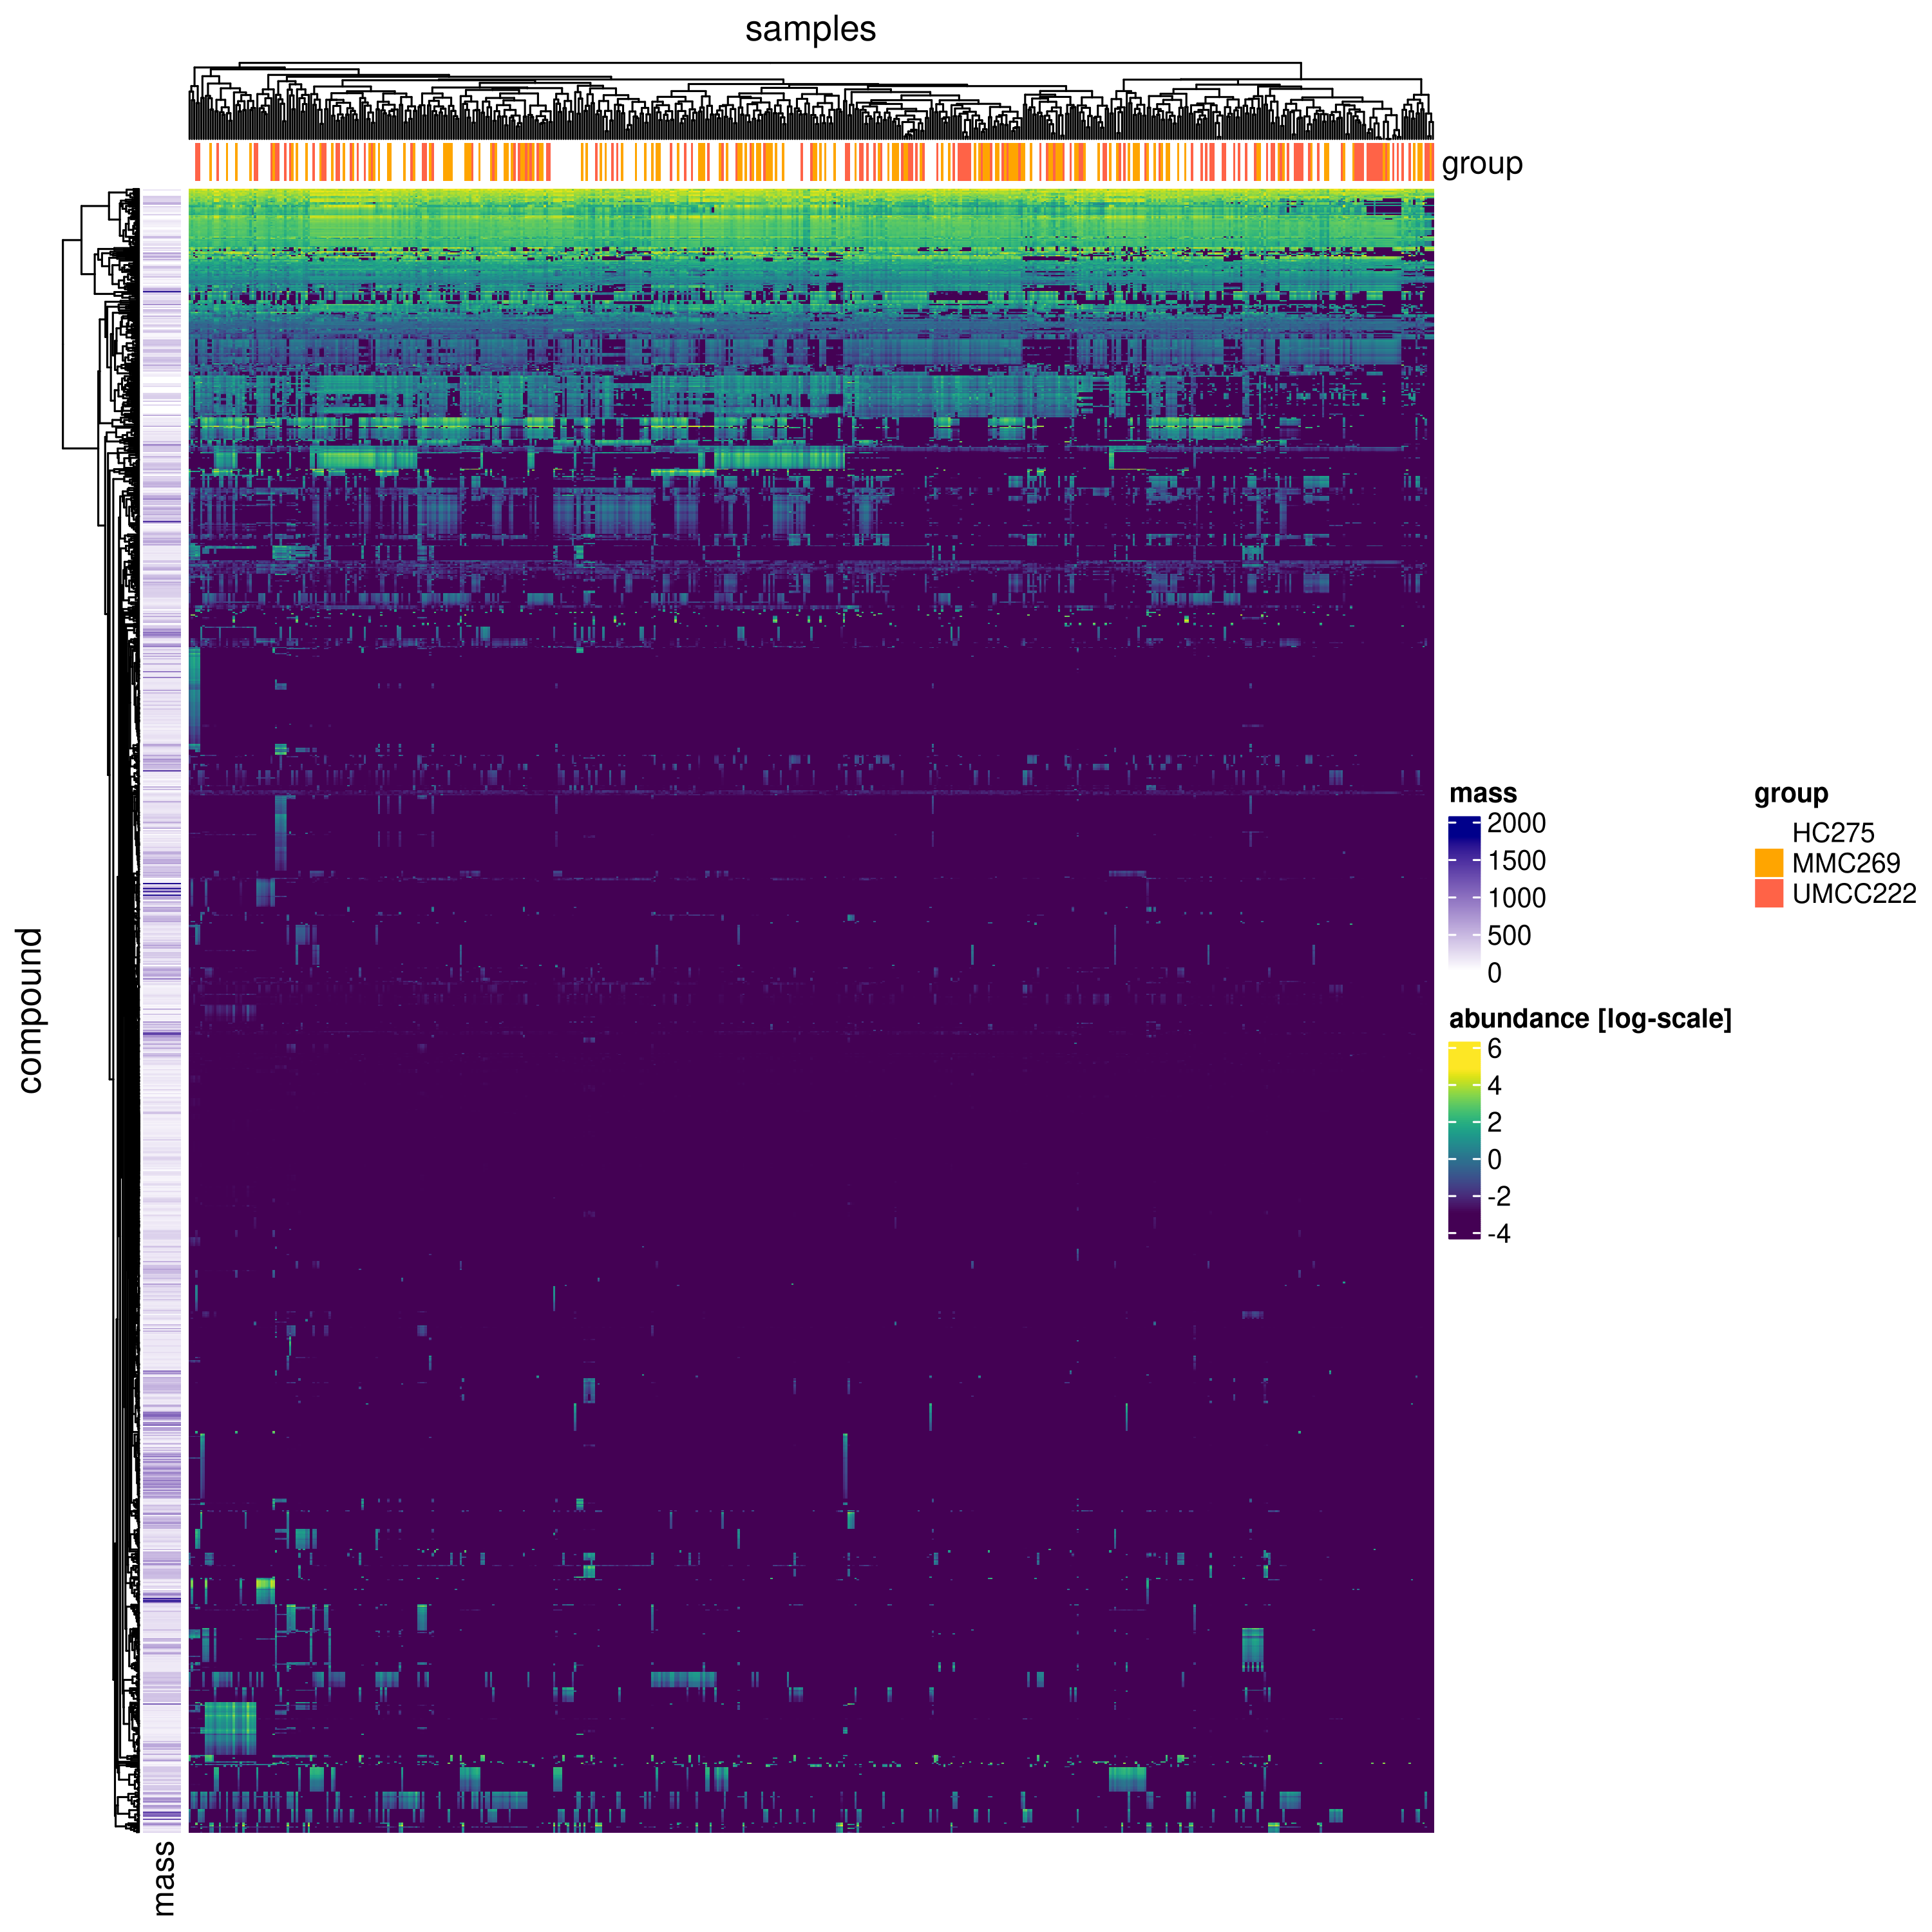 samples
group
compound
mass
mass
2000
1500
1000
500
0
group
HC275
MMC269
UMCC222
abundance [log-scale]
6
4
2
0
-2
-4